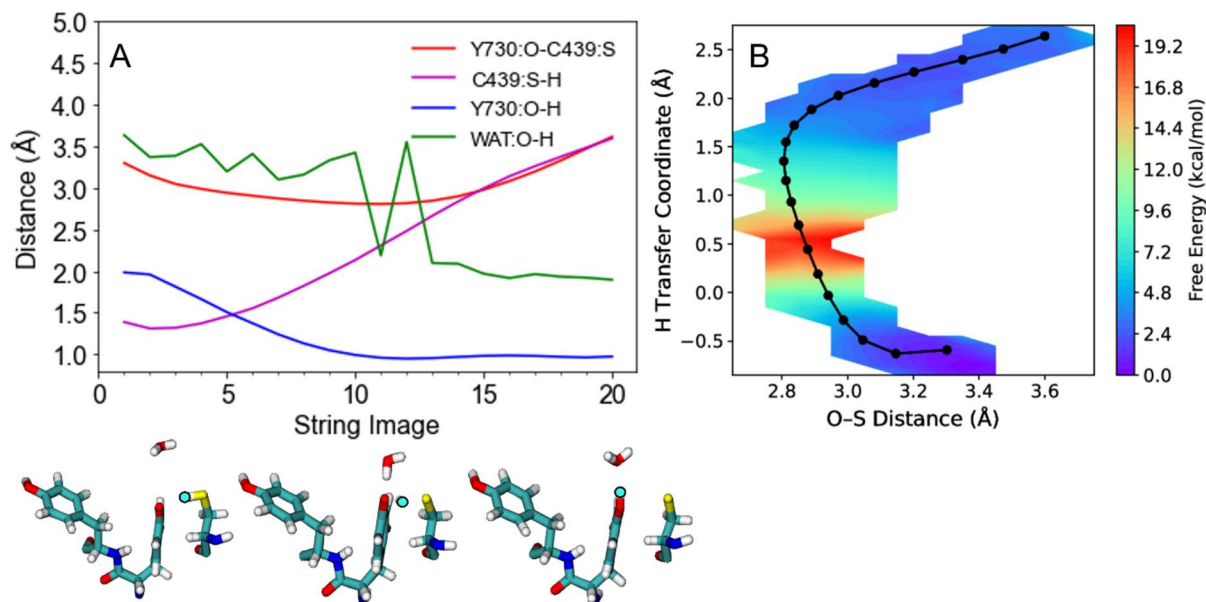 A
Y730:O-C439:S
C439:S-H
Y730:O-H
WAT:O-H
Distance (Å)
5.0
4.5
4.0
3.5
3.0
2.5
2.0
1.5
1.0
0 5 10 15 20
String Image
B
H Transfer Coordinate (Å)
2.5
2.0
1.5
1.0
0.5
0.0
−0.5
2.8 3.0 3.2 3.4 3.6
O–S Distance (Å)
19.2
16.8
14.4
12.0
9.6
7.2
4.8
2.4
0.0
Free Energy (kcal/mol)